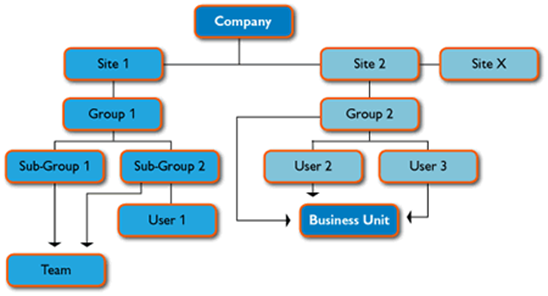 Company
Site 1
Site 2
Site X
Group 1
Group 2
Sub-Group 1
Sub-Group 2
User 2
User 3
User 1
Business Unit
Team